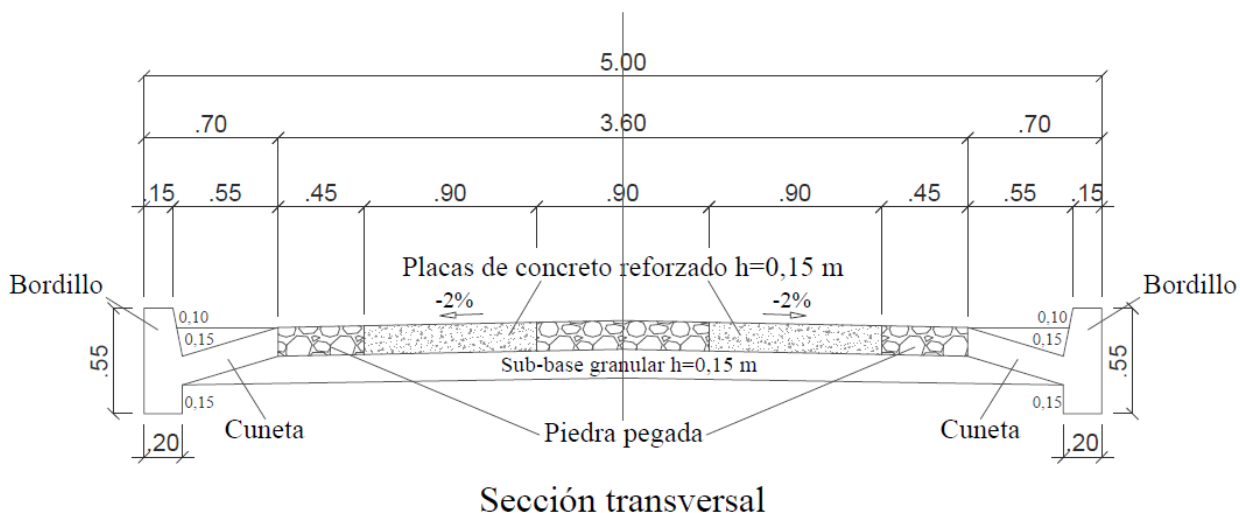 5.00
.70 3.60 .70
.15 .55 .45 .90 .90 .90 .45 .55 .15
Placas de concreto reforzado h=0,15 m
Bordillo Bordillo
-2% -2%
0,10 0,10
0,15 0,15
.55 .55
Sub-base granular h=0,15 m
0,15 0,15
Cuneta Piedra pegada Cuneta
.20 .20
Sección transversal